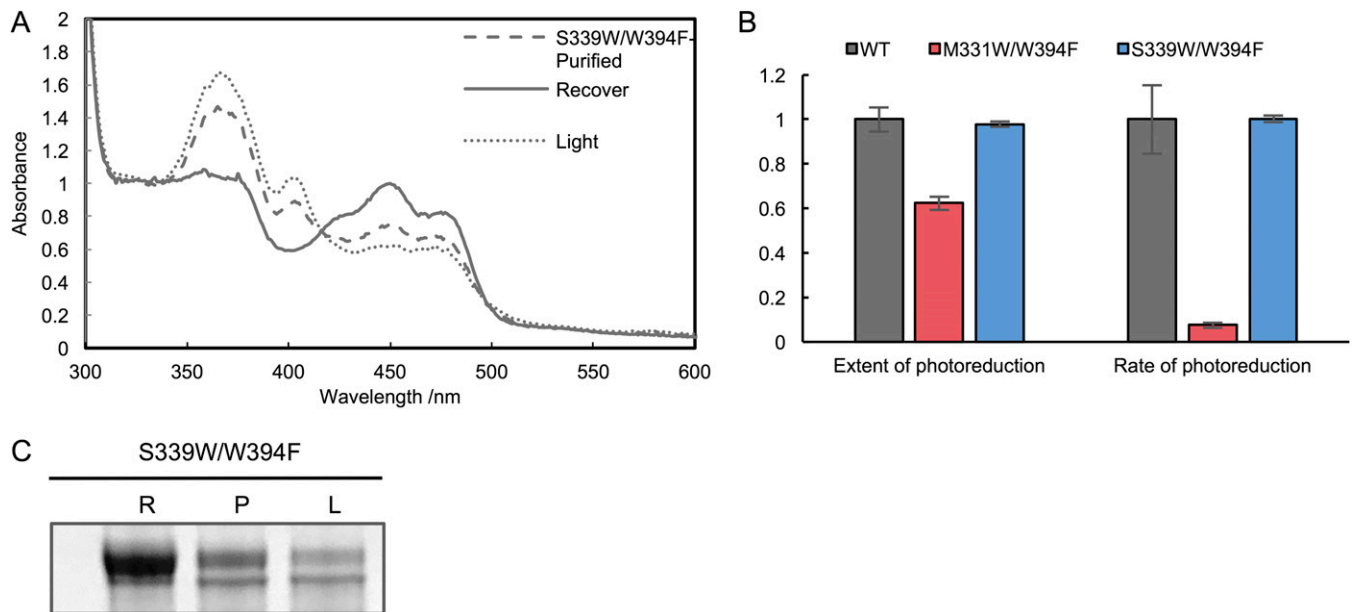 A
2
1.8
1.6
1.4
1.2
1
0.8
0.6
0.4
0.2
0
300 350 400 450 500 550 600
Absorbance
Wavelength /nm
S339W/W394F
Purified
Recover
Light
B
WT M331W/W394F S339W/W394F
1.2
1
0.8
0.6
0.4
0.2
0
Extent of photoreduction Rate of photoreduction
C
S339W/W394F
R P L